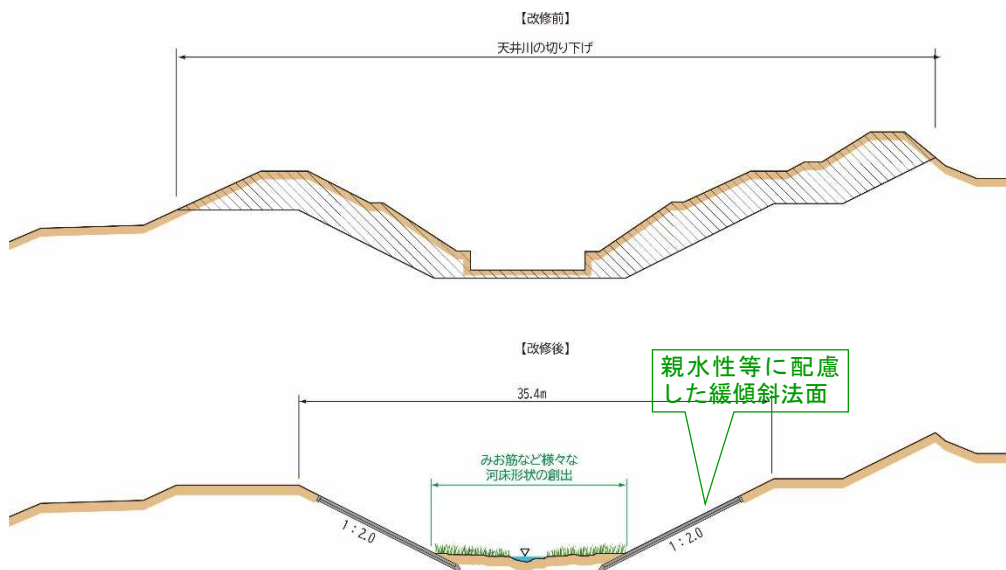 【改修前】
天井川の切り下げ
【改修後】
親水性等に配慮
した緩傾斜法面
35.4m
みお筋など様々な
河床形状の創出
1：2.0
1：2.0